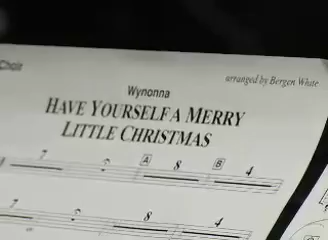 Choir
arranged by Bergen White
Wynonna
HAVE YOURSELF A MERRY
LITTLE CHRISTMAS
7 A 8 B 4
7 8 4